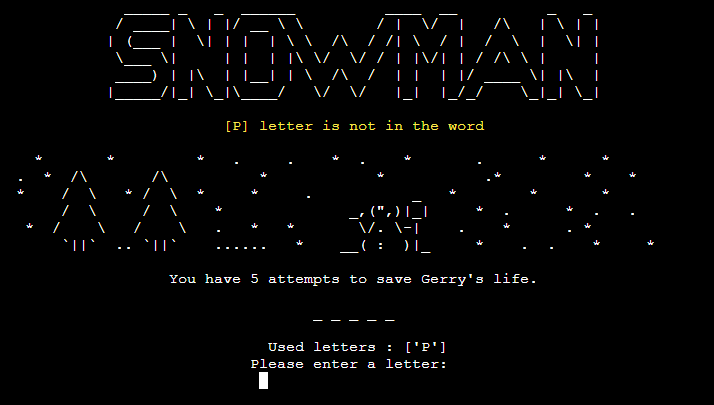 SNOWMAN
[P] letter is not in the word
You have 5 attempts to save Gerry's life.
_ _ _ _ _
Used letters : ['P']
Please enter a letter: